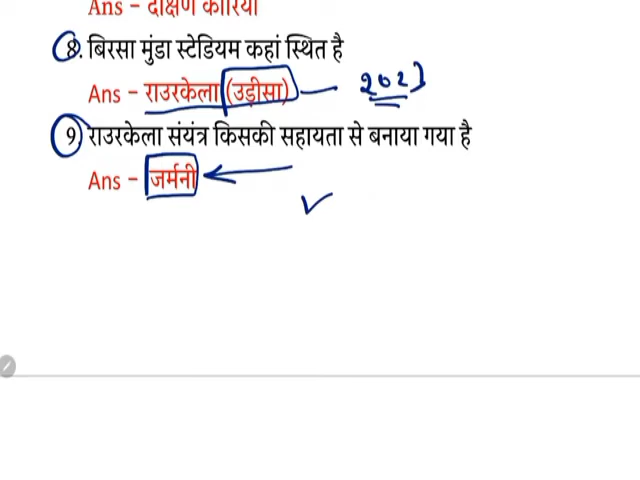 Ans - दक्षिण कोरिया
8. बिरसा मुंडा स्टेडियम कहां स्थित है
Ans - राउरकेला (उड़ीसा) — 2023
9. राउरकेला संयंत्र किसकी सहायता से बनाया गया है
Ans - जर्मनी